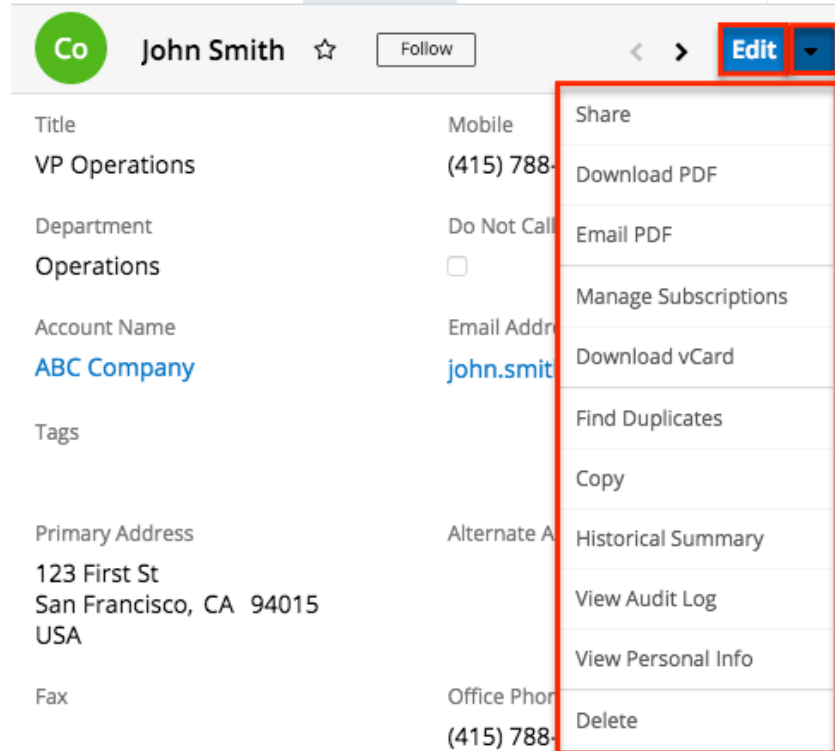 Co
John Smith
Follow
Edit
Title
VP Operations
Department
Operations
Account Name
ABC Company
Tags
Primary Address
123 First St
San Francisco, CA 94015
USA
Fax
Mobile
(415) 788-
Do Not Call
Email
john.smit
Alternate
Office
(415) 788-
Share
Download PDF
Email PDF
Manage Subscriptions
Download vCard
Find Duplicates
Copy
Historical Summary
View Audit Log
View Personal Info
Delete